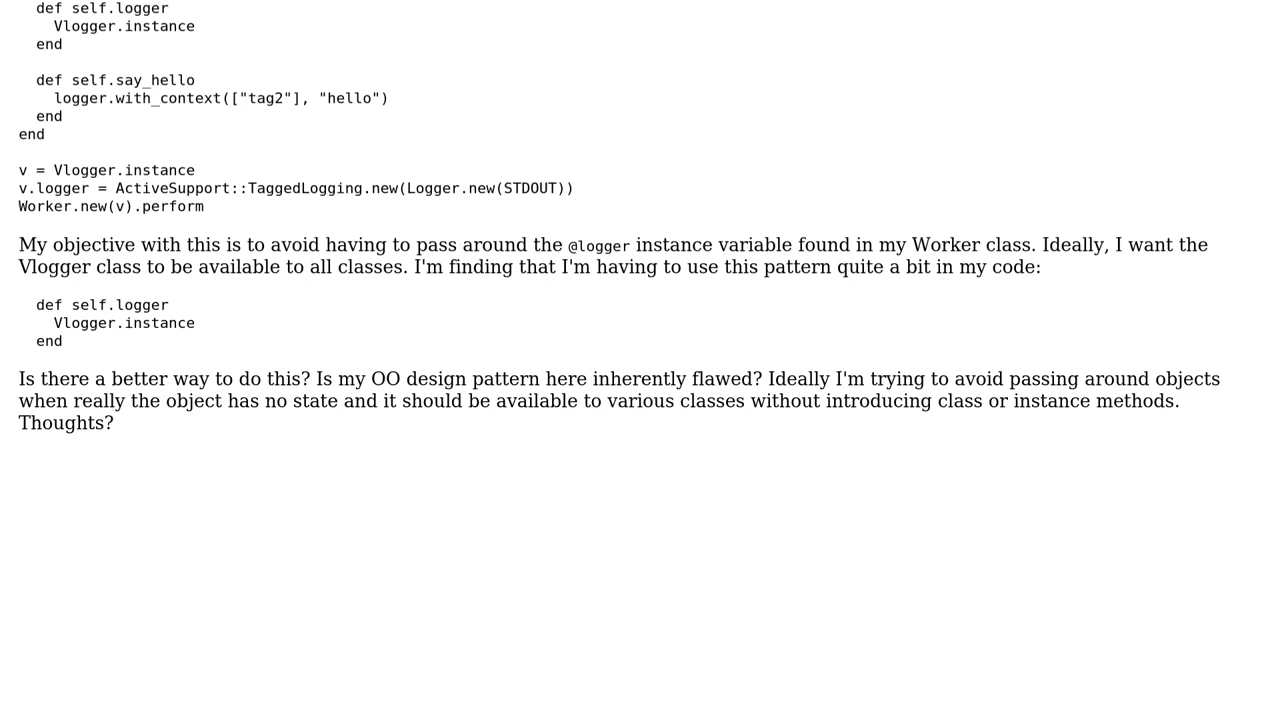 def self.logger
Vlogger.instance
end
def self.say_hello
logger.with_context(["tag2"], "hello")
end
end
v = Vlogger.instance
v.logger = ActiveSupport::TaggedLogging.new(Logger.new(STDOUT))
Worker.new(v).perform
My objective with this is to avoid having to pass around the @logger instance variable found in my Worker class. Ideally, I want the
Vlogger class to be available to all classes. I'm finding that I'm having to use this pattern quite a bit in my code:
def self.logger
Vlogger.instance
end
Is there a better way to do this? Is my OO design pattern here inherently flawed? Ideally I'm trying to avoid passing around objects
when really the object has no state and it should be available to various classes without introducing class or instance methods.
Thoughts?